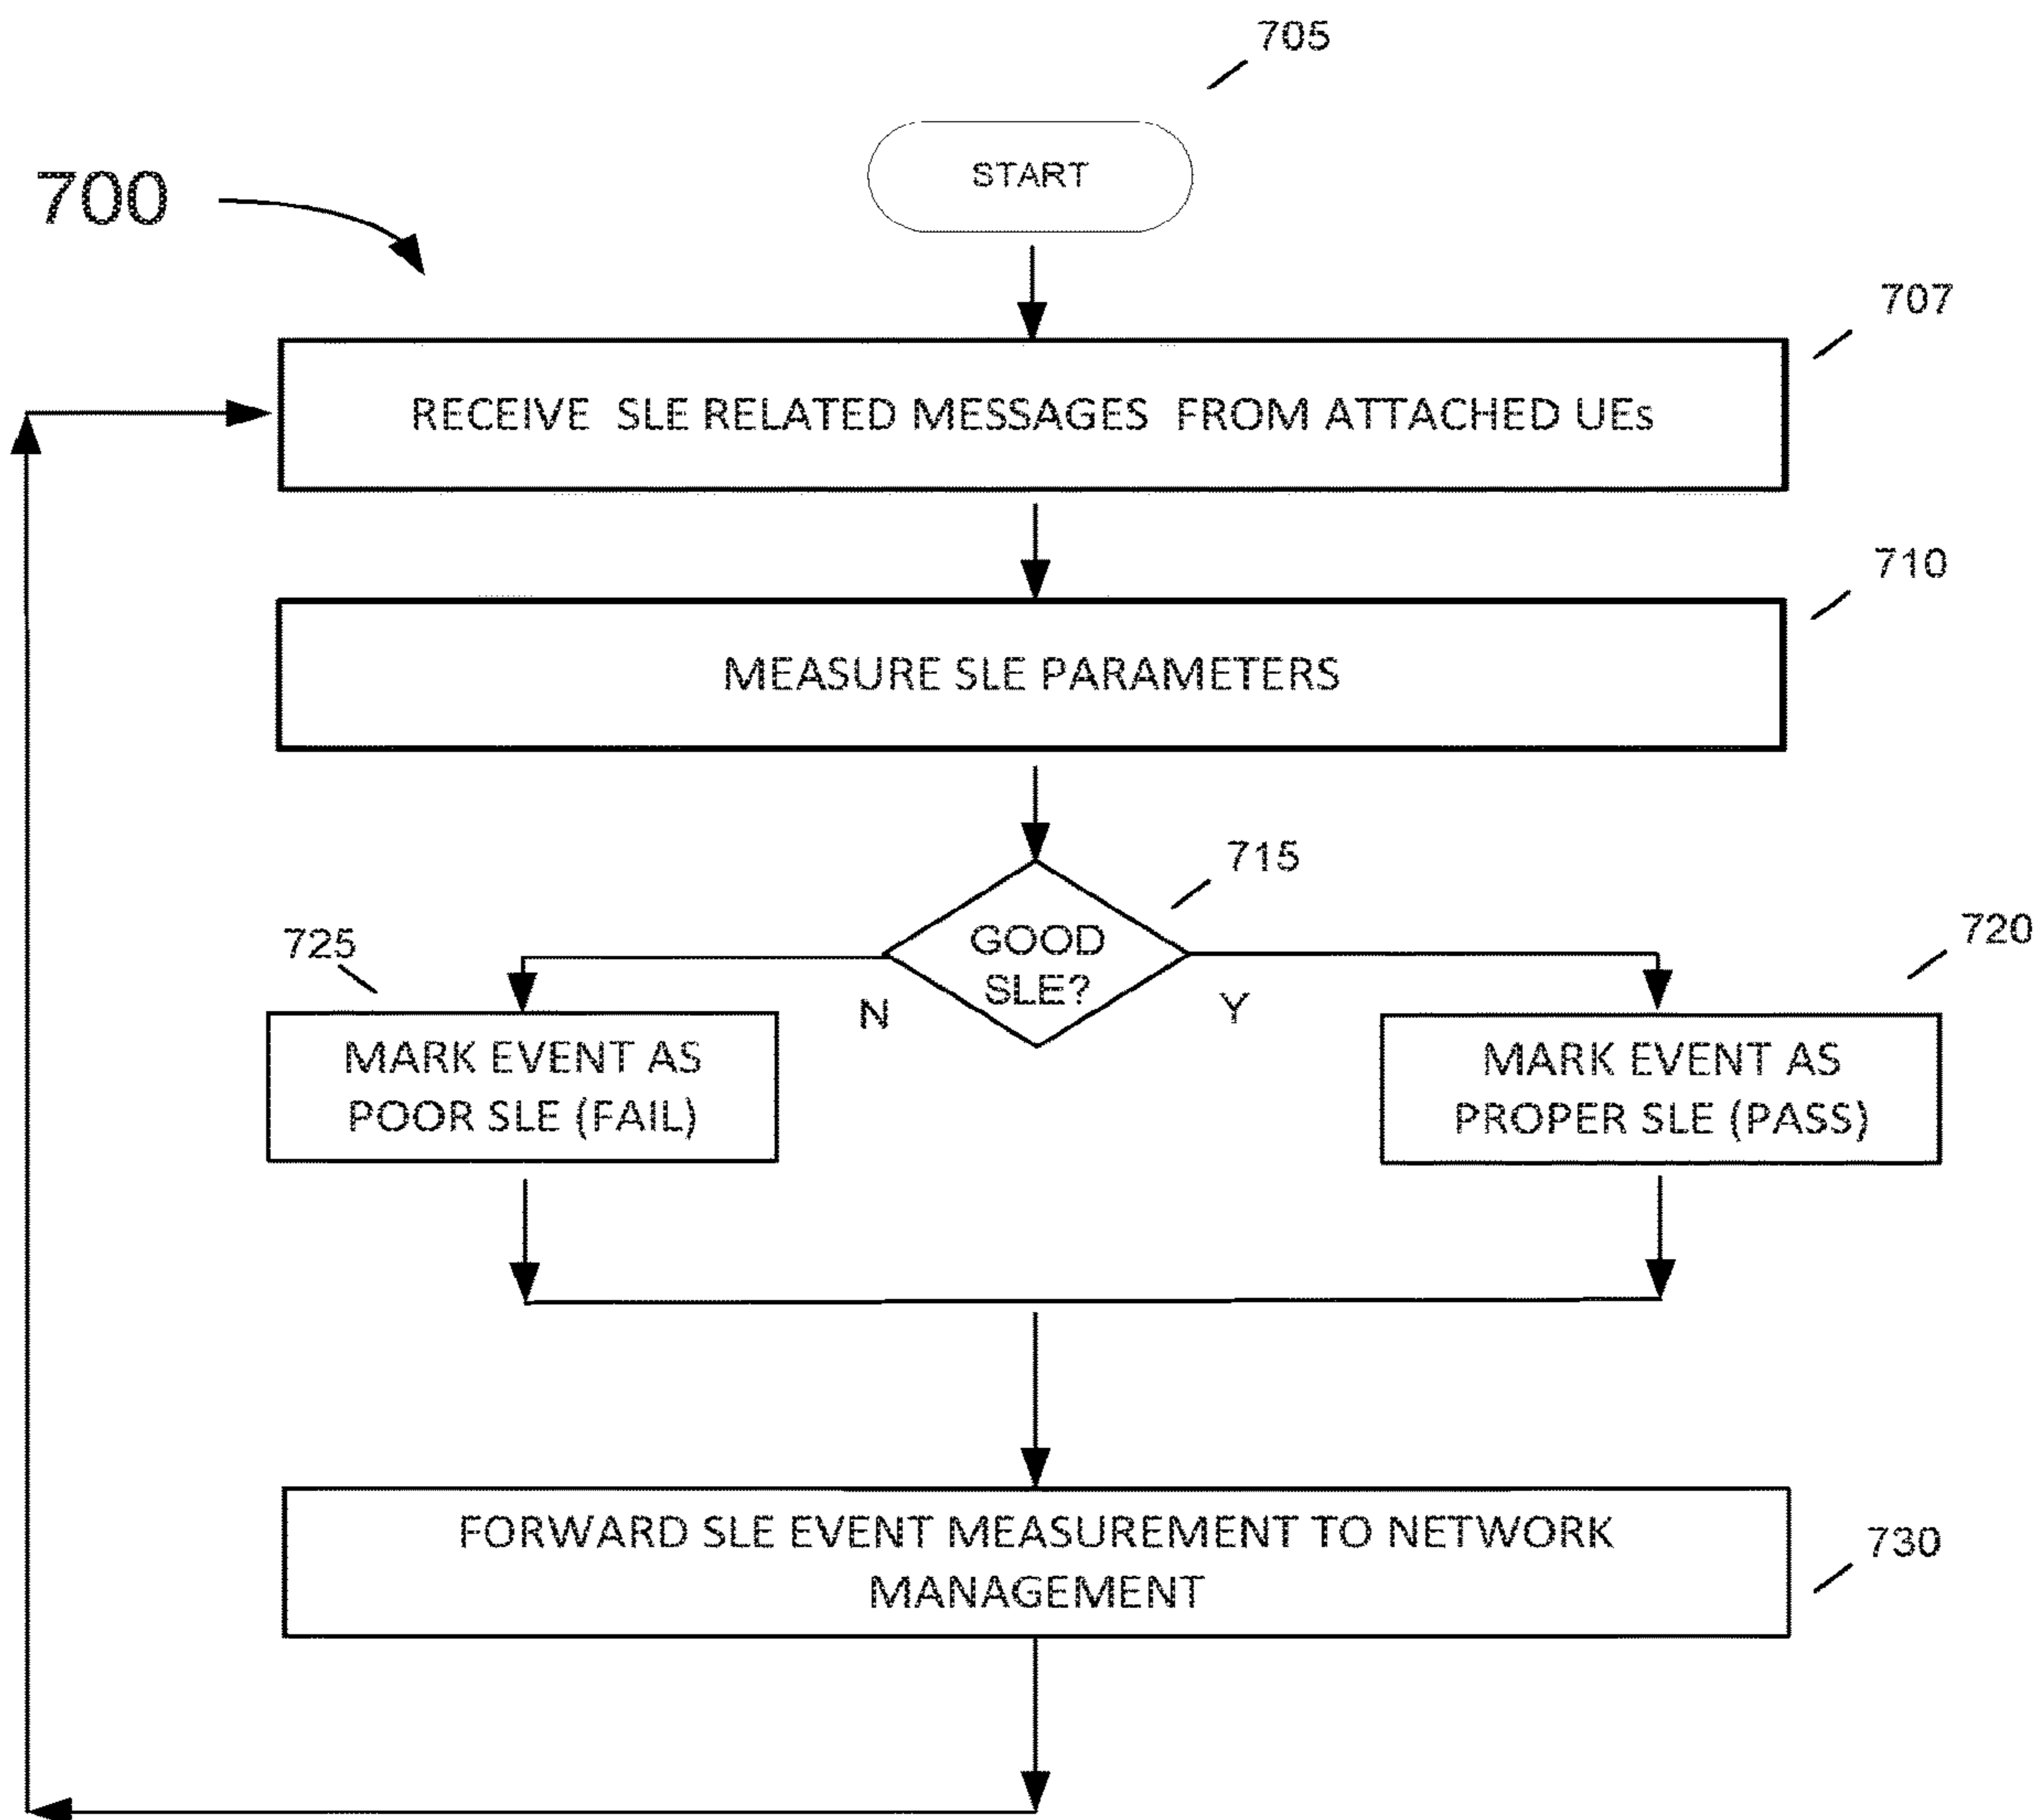 705
START
700
707
RECEIVE SLE RELATED MESSAGES FROM ATTACHED UEs
710
MEASURE SLE PARAMETERS
715
GOOD
SLE?
725
720
N
Y
MARK EVENT AS
POOR SLE (FAIL)
MARK EVENT AS
PROPER SLE (PASS)
FORWARD SLE EVENT MEASUREMENT TO NETWORK
MANAGEMENT
730